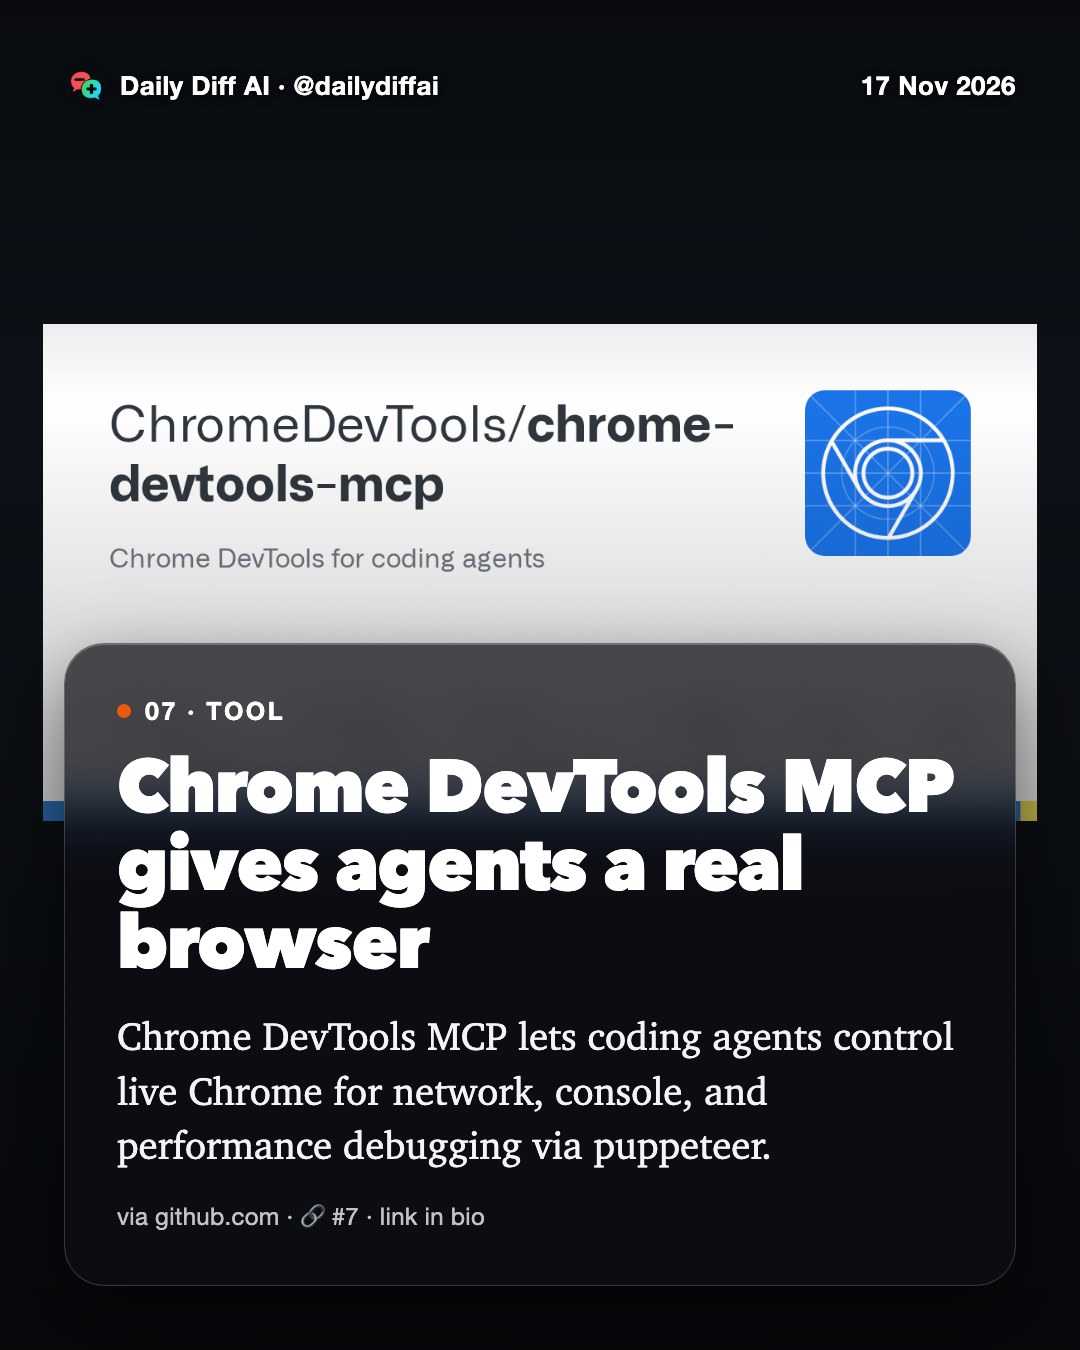 Daily Diff AI · @dailydiffai
17 Nov 2026
ChromeDevTools/chrome-
devtools-mcp
Chrome DevTools for coding agents
07 · TOOL
Chrome DevTools MCP
gives agents a real
browser
Chrome DevTools MCP lets coding agents control
live Chrome for network, console, and
performance debugging via puppeteer.
via github.com · 🔗 #7 · link in bio